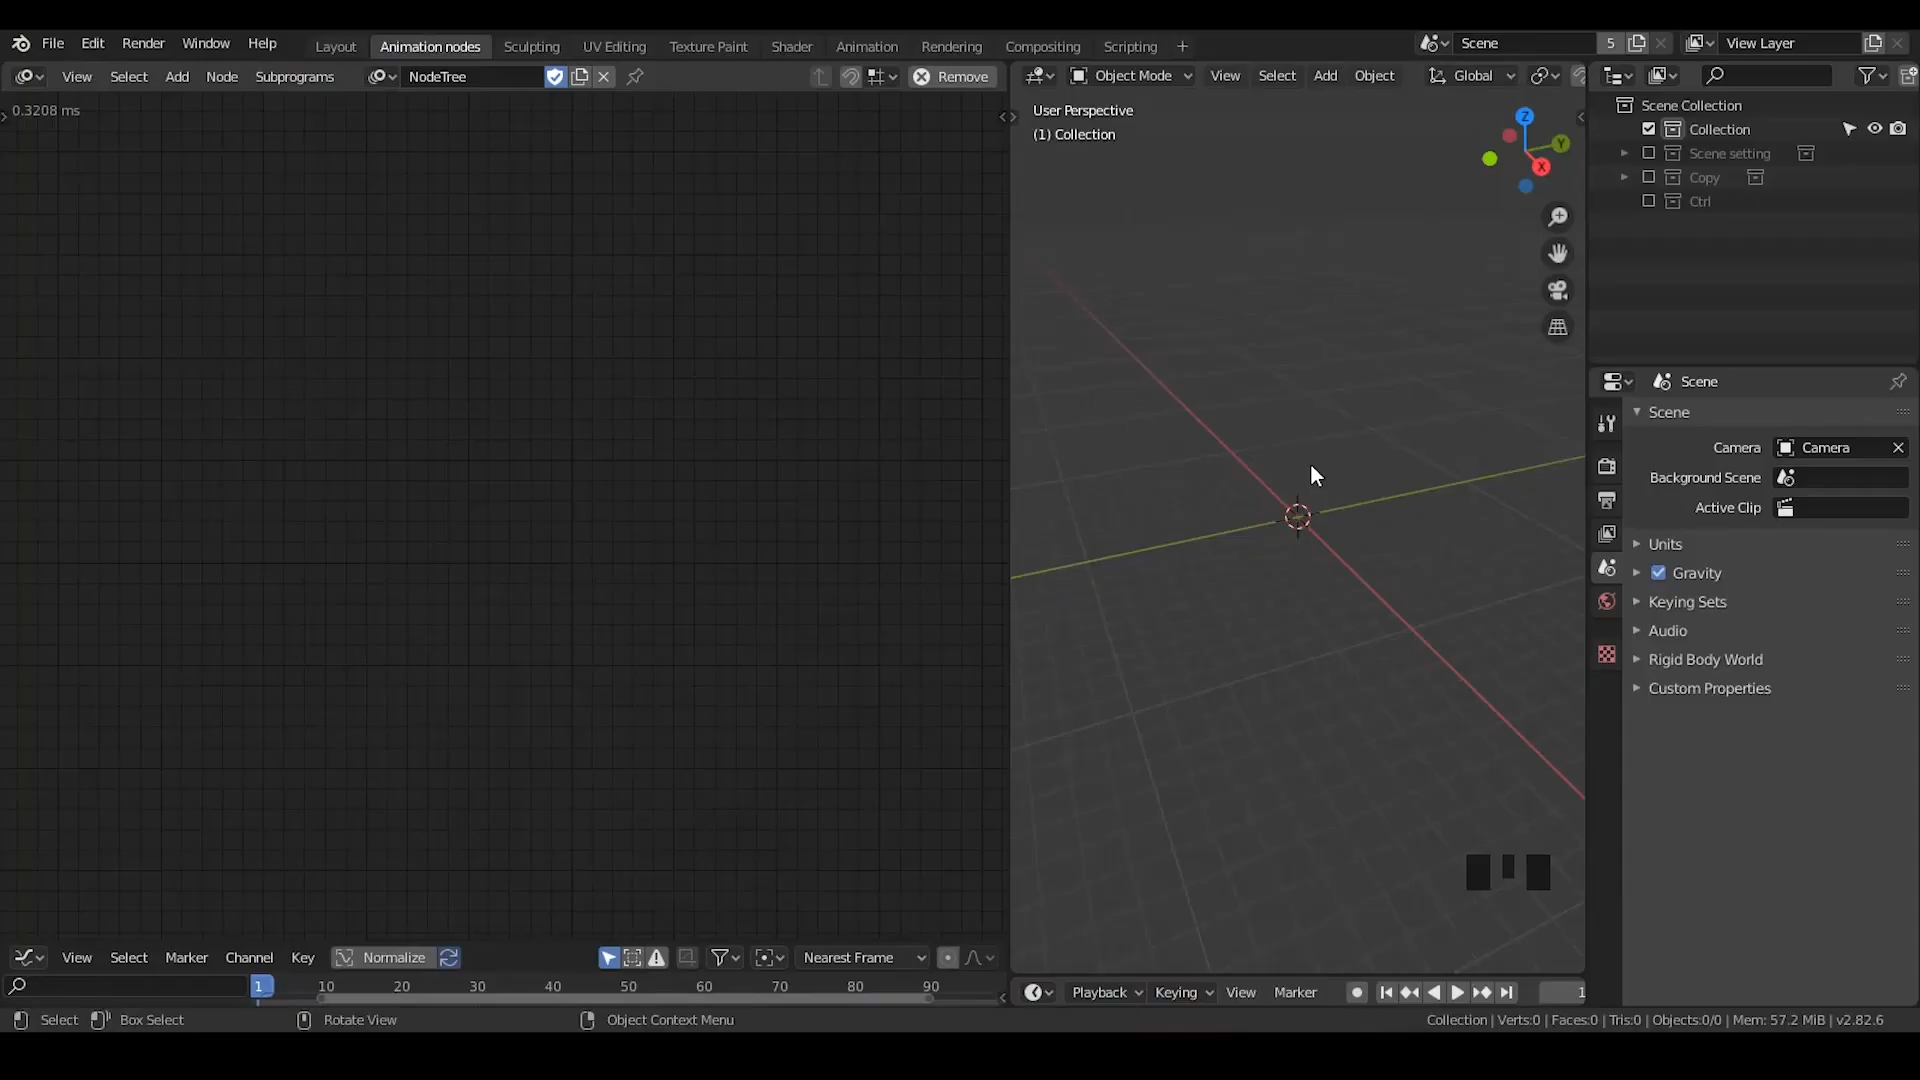 File Edit Render Window Help Layout Animation nodes Sculpting UV Editing Texture Paint Shader Animation Rendering Compositing Scripting + Scene 5 View Layer
View Select Add Node Subprograms NodeTree Remove Object Mode View Select Add Object Global
0.3208 ms
User Perspective
(1) Collection
Z
Y
X
Scene Collection
Collection
Scene setting
Copy
Ctrl
Scene
Scene
Camera Camera
Background Scene
Active Clip
Units
Gravity
Keying Sets
Audio
Rigid Body World
Custom Properties
View Select Marker Channel Key Normalize Nearest Frame
1 10 20 30 40 50 60 70 80 90
Playback Keying View Marker 1
Select Box Select Rotate View Object Context Menu Collection | Verts:0 | Faces:0 | Tris:0 | Objects:0/0 | Mem: 57.2 MiB | v2.82.6